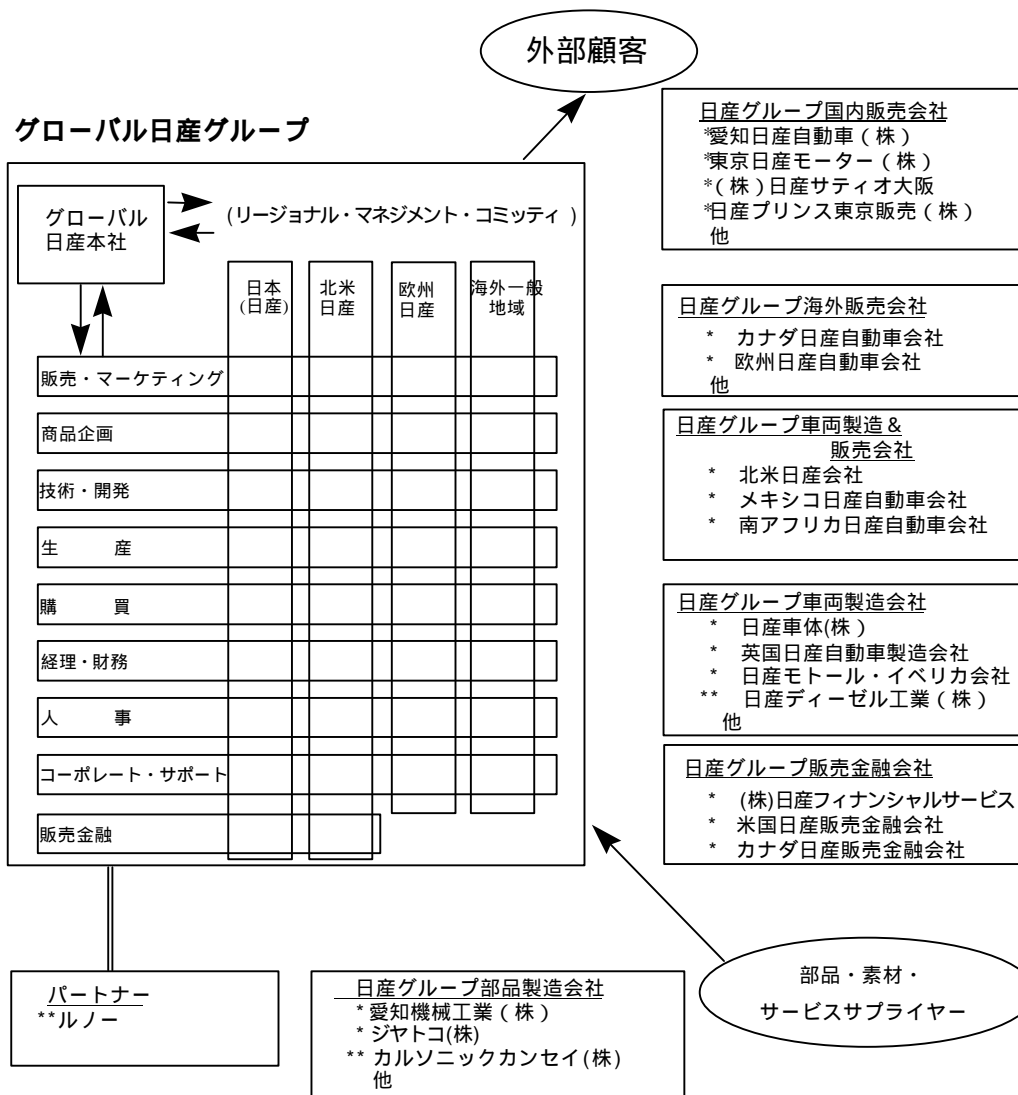 外部顧客
グローバル日産グループ
グローバル
日産本社
(リージョナル・マネジメント・コミッティ )
日本
(日産)
北米
日産
欧州
日産
海外一般
地域
販売・マーケティング
商品企画
技術・開発
生　　産
購　　買
経理・財務
人　　事
コーポレート・サポート
販売金融
日産グループ国内販売会社
*愛知日産自動車(株)
*東京日産モーター(株)
*(株)日産サティオ大阪
*日産プリンス東京販売(株)
他
日産グループ海外販売会社
* カナダ日産自動車会社
* 欧州日産自動車会社
他
日産グループ車両製造&
販売会社
* 北米日産会社
* メキシコ日産自動車会社
* 南アフリカ日産自動車会社
日産グループ車両製造会社
* 日産車体(株)
* 英国日産自動車製造会社
* 日産モトール・イベリカ会社
** 日産ディーゼル工業(株)
他
日産グループ販売金融会社
* (株)日産フィナンシャルサービス
* 米国日産販売金融会社
* カナダ日産販売金融会社
パートナー
**ルノー
日産グループ部品製造会社
* 愛知機械工業(株)
* ジヤトコ(株)
** カルソニックカンセイ(株)
他
部品・素材・
サービスサプライヤー